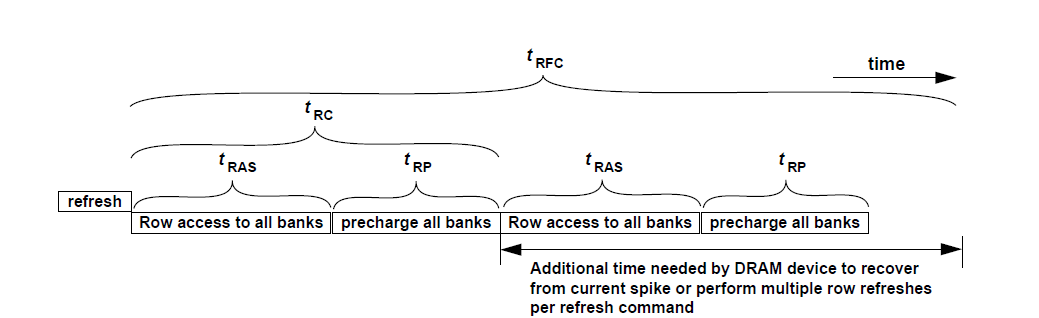 tRFC
time
tRC
tRAS tRP tRAS tRP
refresh
Row access to all banks precharge all banks Row access to all banks precharge all banks
Additional time needed by DRAM device to recover
from current spike or perform multiple row refreshes
per refresh command